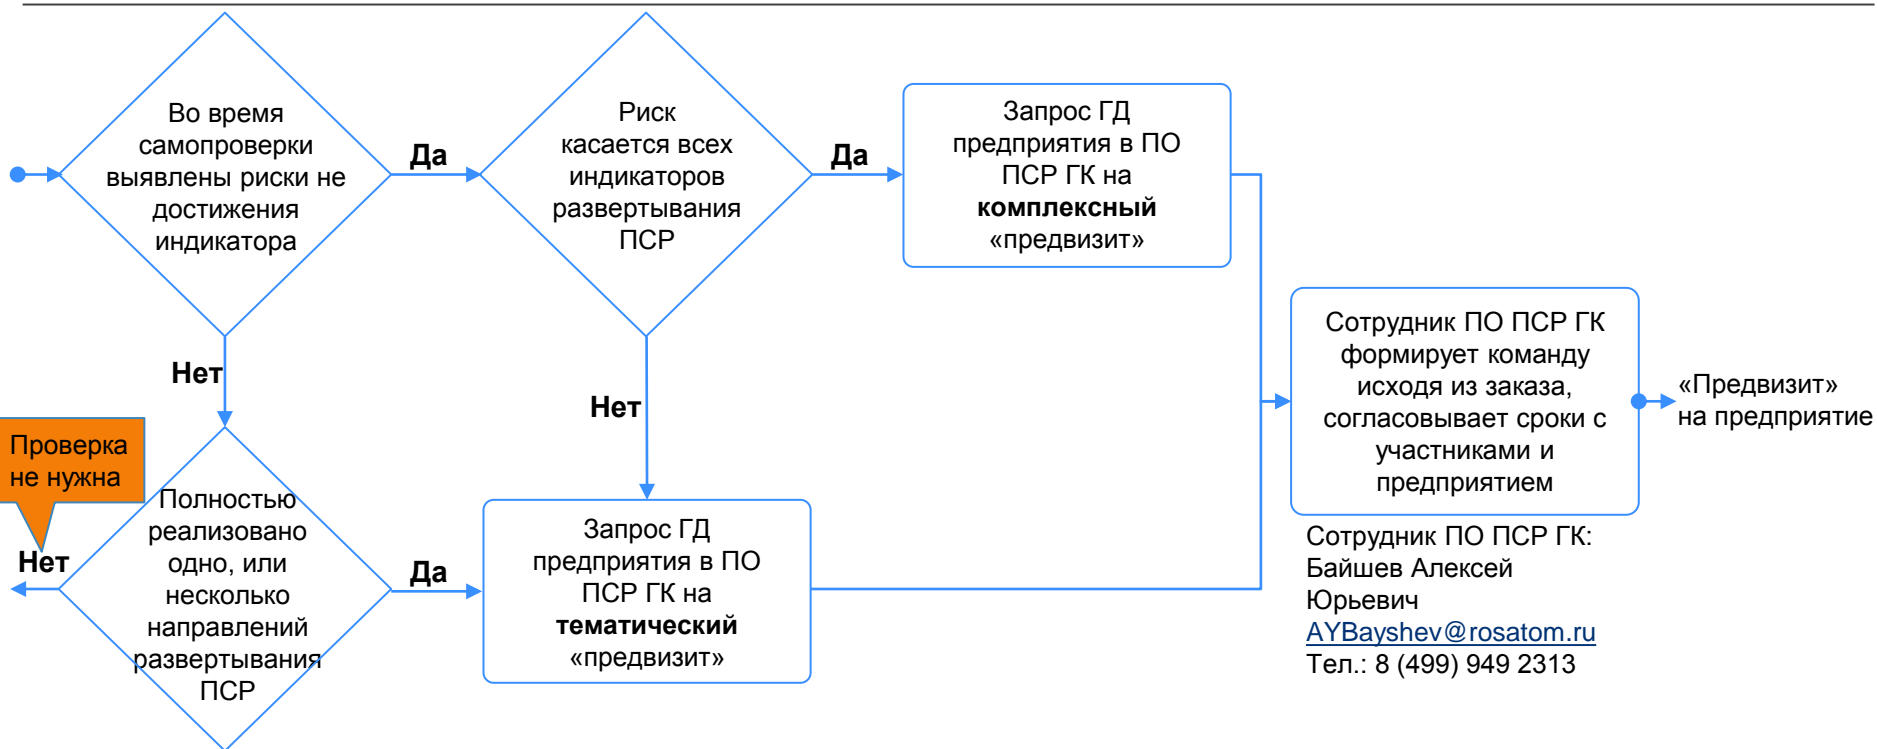 Во время
самопроверки
выявлены риски не
достижения
индикатора
Да
Риск
касается всех
индикаторов
развертывания
ПСР
Да
Запрос ГД
предприятия в ПО
ПСР ГК на
комплексный
«предвизит»
Нет
Нет
Проверка
не нужна
Нет
Полностью
реализовано
одно, или
несколько
направлений
развертывания
ПСР
Да
Запрос ГД
предприятия в ПО
ПСР ГК на
тематический
«предвизит»
Сотрудник ПО ПСР ГК
формирует команду
исходя из заказа,
согласовывает сроки с
участниками и
предприятием
«Предвизит»
на предприятие
Сотрудник ПО ПСР ГК:
Байшев Алексей
Юрьевич
AYBayshev@rosatom.ru
Тел.: 8 (499) 949 2313